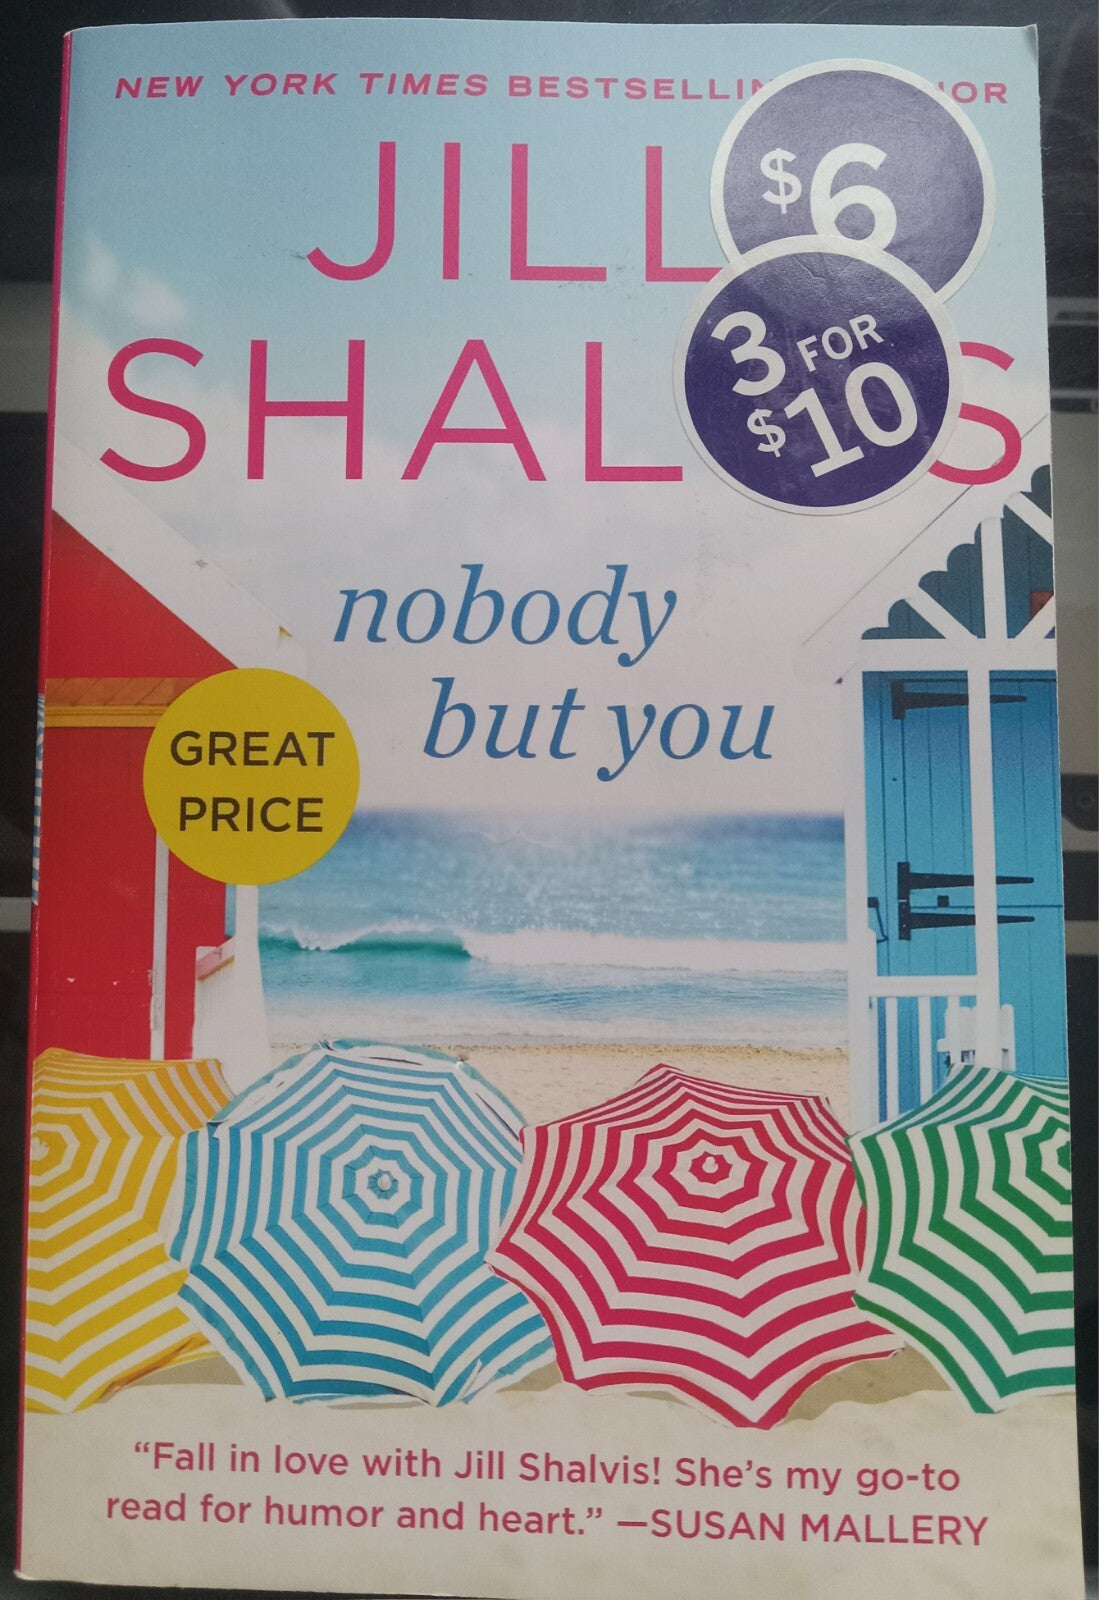 NEW YORK TIMES BESTSELLIN HOR
JILL
SHAL S
$6
3 FOR
$10
nobody
but you
GREAT
PRICE
“Fall in love with Jill Shalvis! She’s my go-to
read for humor and heart.” —SUSAN MALLERY